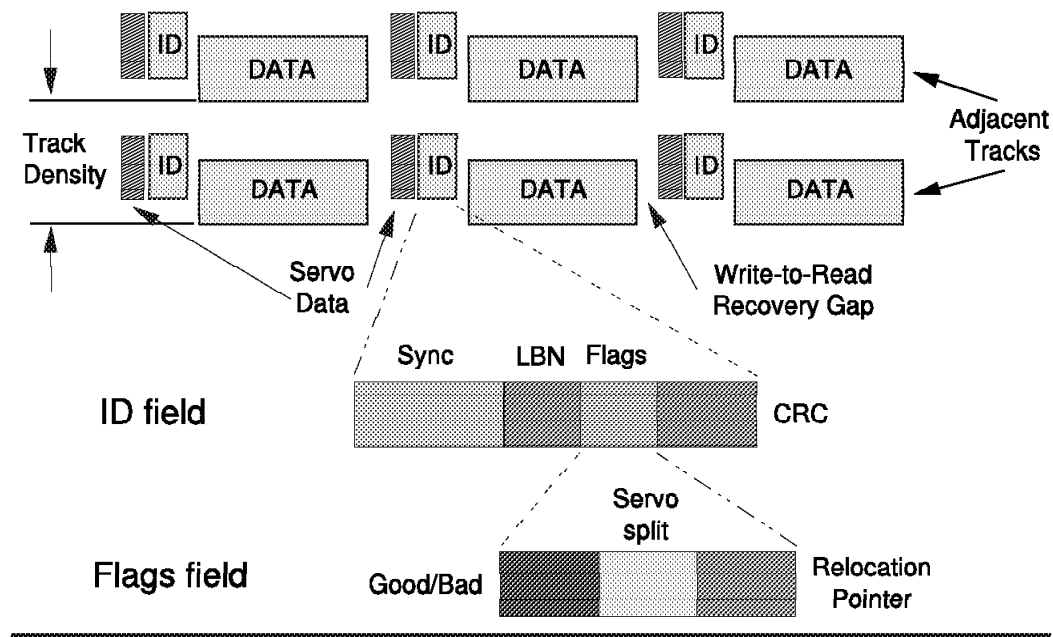 ID
ID
ID
DATA
DATA
DATA
Adjacent
Tracks
Track
Density
ID
ID
ID
DATA
DATA
DATA
Servo
Data
Write-to-Read
Recovery Gap
Sync
LBN
Flags
ID field
CRC
Servo
split
Flags field
Good/Bad
Relocation
Pointer